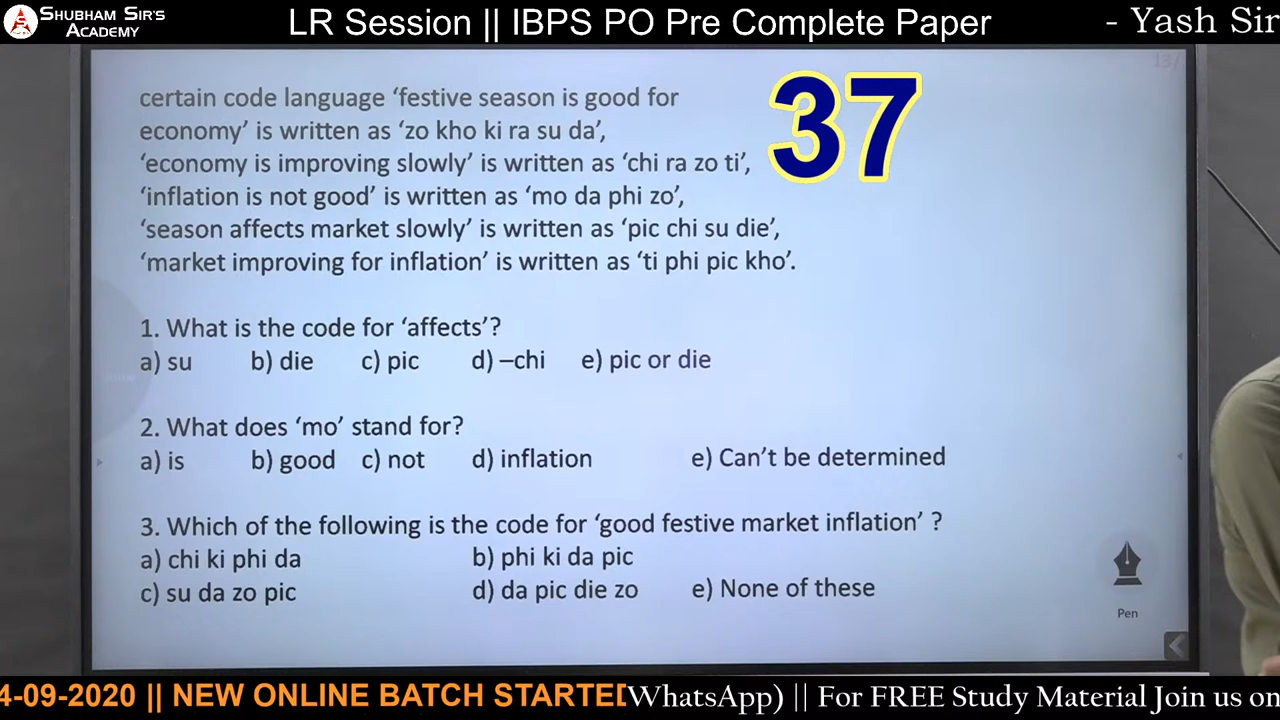 SHUBHAM SIR'S
ACADEMY
LR Session || IBPS PO Pre Complete Paper
- Yash Sir
37
certain code language ‘festive season is good for
economy’ is written as ‘zo kho ki ra su da’,
‘economy is improving slowly’ is written as ‘chi ra zo ti’,
‘inflation is not good’ is written as ‘mo da phi zo’,
‘season affects market slowly’ is written as ‘pic chi su die’,
‘market improving for inflation’ is written as ‘ti phi pic kho’.
1. What is the code for ‘affects’?
a) su b) die c) pic d) –chi e) pic or die
2. What does ‘mo’ stand for?
a) is b) good c) not d) inflation e) Can’t be determined
3. Which of the following is the code for ‘good festive market inflation’ ?
a) chi ki phi da b) phi ki da pic
c) su da zo pic d) da pic die zo e) None of these
Pen
4-09-2020 || NEW ONLINE BATCH STARTED
WhatsApp) || For FREE Study Material Join us on